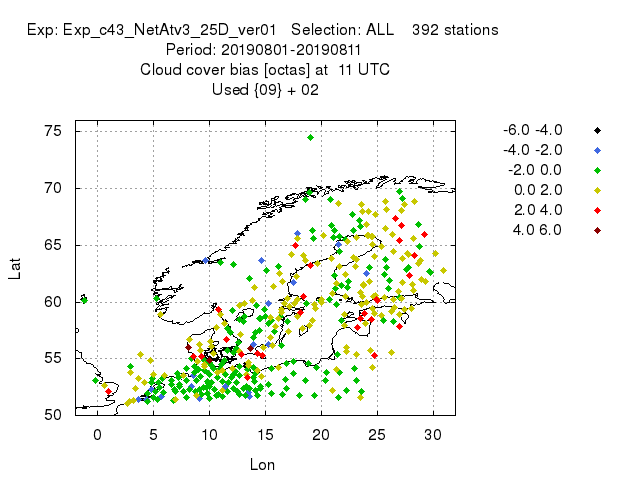 Exp: Exp_c43_NetAtv3_25D_ver01 Selection: ALL 392 stations
Period: 20190801-20190811
Cloud cover bias [octas] at 11 UTC
Used {09} + 02
75
70
65
60
55
50
0 5 10 15 20 25 30
Lat
Lon
-6.0 -4.0
-4.0 -2.0
-2.0 0.0
0.0 2.0
2.0 4.0
4.0 6.0